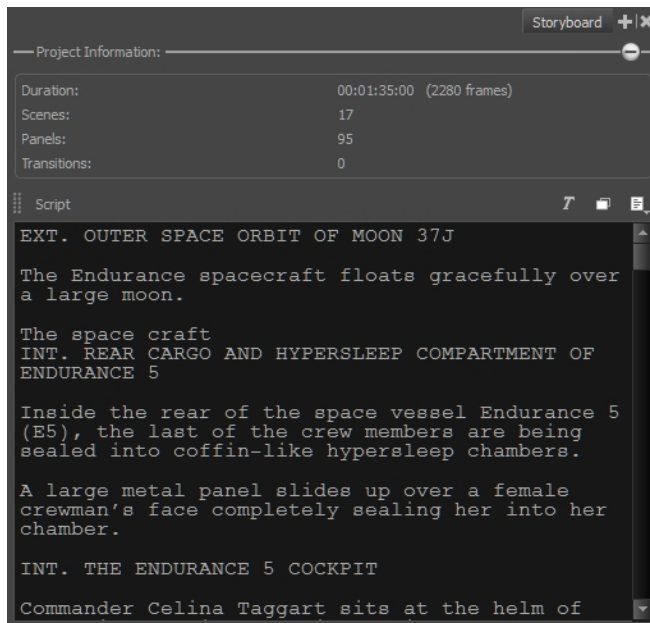 Storyboard
Project Information:
Duration: 00:01:35:00 (2280 frames)
Scenes: 17
Panels: 95
Transitions: 0
Script
EXT. OUTER SPACE ORBIT OF MOON 37J
The Endurance spacecraft floats gracefully over
a large moon.
The space craft
INT. REAR CARGO AND HYPERSLEEP COMPARTMENT OF
ENDURANCE 5
Inside the rear of the space vessel Endurance 5
(E5), the last of the crew members are being
sealed into coffin-like hypersleep chambers.
A large metal panel slides up over a female
crewman's face completely sealing her into her
chamber.
INT. THE ENDURANCE 5 COCKPIT
Commander Celina Taggart sits at the helm of